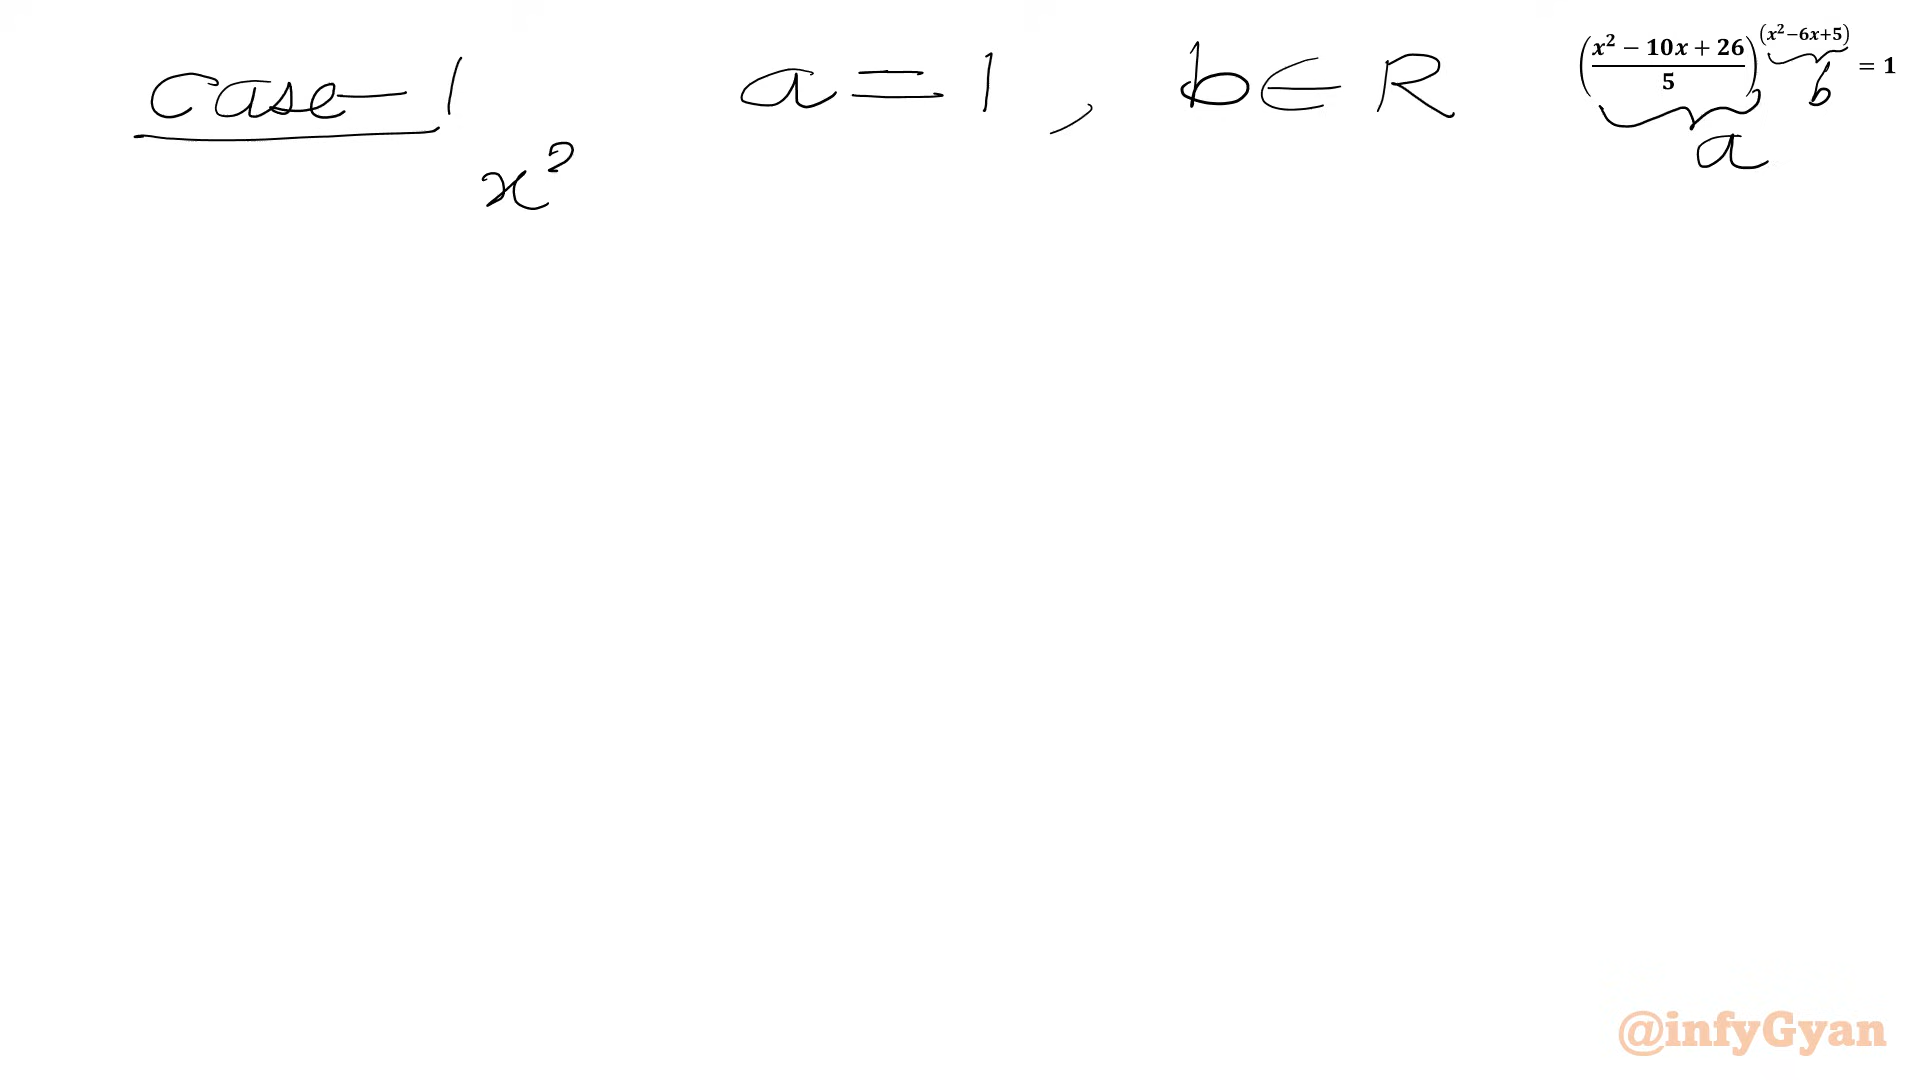 case-1 a = 1 , b ∈ R
x²
((x² − 10x + 26)/5)^(x²−6x+5) = 1
b
a
@infyGyan